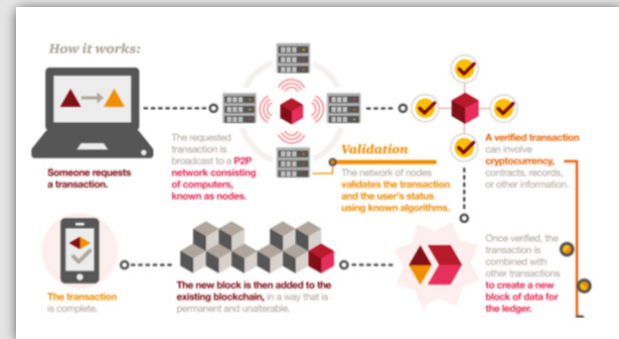 How it works:
Someone requests
a transaction.
The requested
transaction is
broadcast to a P2P
network consisting
of computers,
known as nodes.
Validation
The network of nodes
validates the transaction
and the user's status
using known algorithms.
A verified transaction
can involve
cryptocurrency,
contracts, records,
or other information.
Once verified, the
transaction is
combined with
other transactions
to create a new
block of data for
the ledger.
The new block is then added to the
existing blockchain, in a way that is
permanent and unalterable.
The transaction
is complete.